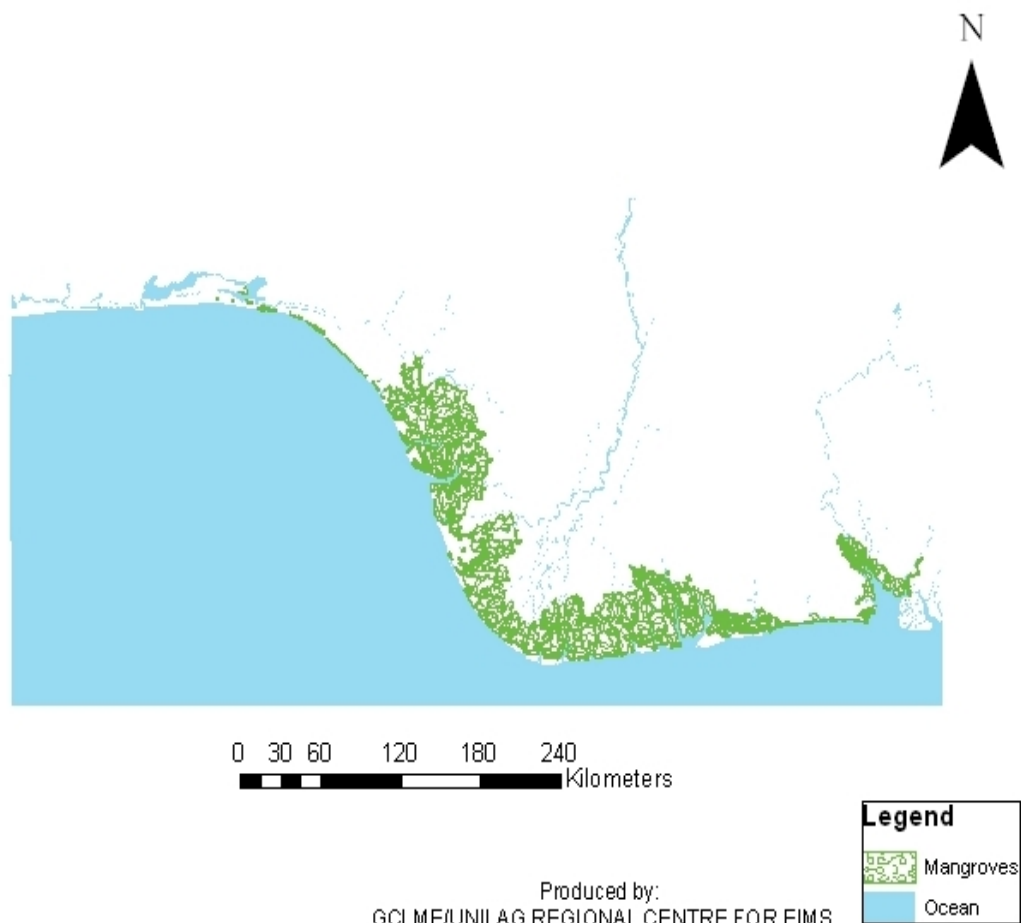 N
0 30 60 120 180 240
Kilometers
Legend
Mangroves
Ocean
Produced by:
GCLME/UNILAG REGIONAL CENTRE FOR EIMS